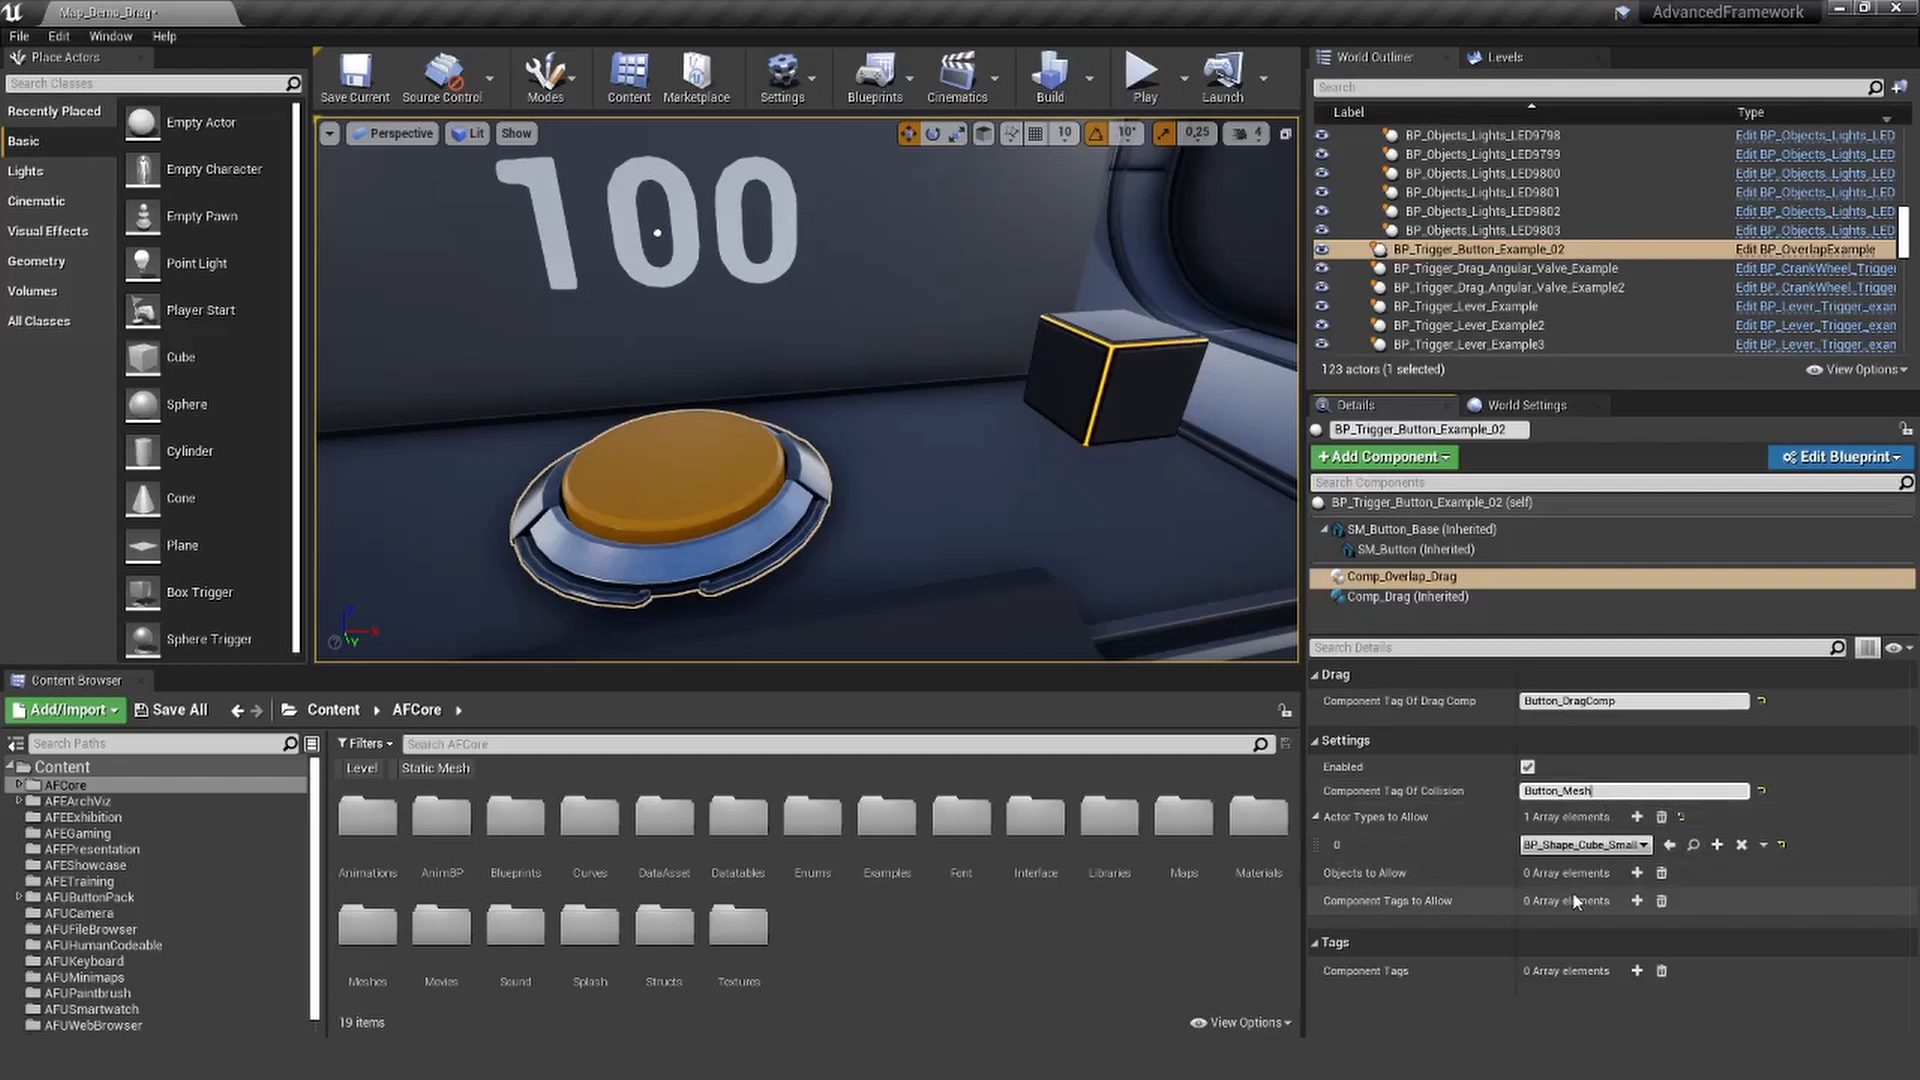 Map_Demo_Drag•
AdvancedFramework
File Edit Window Help
Place Actors
Search Classes
Recently Placed
Basic
Lights
Cinematic
Visual Effects
Geometry
Volumes
All Classes
Empty Actor
Empty Character
Empty Pawn
Point Light
Player Start
Cube
Sphere
Cylinder
Cone
Plane
Box Trigger
Sphere Trigger
Save Current Source Control Modes Content Marketplace Settings Blueprints Cinematics Build Play Launch
Perspective Lit Show 10 10° 0,25 4
100
World Outliner Levels
Search
Label Type
BP_Objects_Lights_LED9798 Edit BP_Objects_Lights_LED
BP_Objects_Lights_LED9799 Edit BP_Objects_Lights_LED
BP_Objects_Lights_LED9800 Edit BP_Objects_Lights_LED
BP_Objects_Lights_LED9801 Edit BP_Objects_Lights_LED
BP_Objects_Lights_LED9802 Edit BP_Objects_Lights_LED
BP_Objects_Lights_LED9803 Edit BP_Objects_Lights_LED
BP_Trigger_Button_Example_02 Edit BP_OverlapExample
BP_Trigger_Drag_Angular_Valve_Example Edit BP_CrankWheel_Trigger
BP_Trigger_Drag_Angular_Valve_Example2 Edit BP_CrankWheel_Trigger
BP_Trigger_Lever_Example Edit BP_Lever_Trigger_exan
BP_Trigger_Lever_Example2 Edit BP_Lever_Trigger_exan
BP_Trigger_Lever_Example3 Edit BP_Lever_Trigger_exan
123 actors (1 selected) View Options
Details World Settings
BP_Trigger_Button_Example_02
+Add Component Edit Blueprint
Search Components
BP_Trigger_Button_Example_02 (self)
SM_Button_Base (Inherited)
SM_Button (Inherited)
Comp_Overlap_Drag
Comp_Drag (Inherited)
Search Details
Drag
Component Tag Of Drag Comp Button_DragComp
Settings
Enabled
Component Tag Of Collision Button_Mesh
Actor Types to Allow 1 Array elements
0 BP_Shape_Cube_Small
Objects to Allow 0 Array elements
Component Tags to Allow 0 Array elements
Tags
Component Tags 0 Array elements
Content Browser
Add/Import Save All Content AFCore
Search Paths
Filters Search AFCore
Level Static Mesh
Content
AFCore
AFEArchViz
AFEExhibition
AFEGaming
AFEPresentation
AFEShowcase
AFETraining
AFUButtonPack
AFUCamera
AFUFileBrowser
AFUHumanCodeable
AFUKeyboard
AFUMinimaps
AFUPaintbrush
AFUSmartwatch
AFUWebBrowser
Animations AnimBP Blueprints Curves DataAsset Datatables Enums Examples Font Interface Libraries Maps Materials
Meshes Movies Sound Splash Structs Textures
19 items View Options